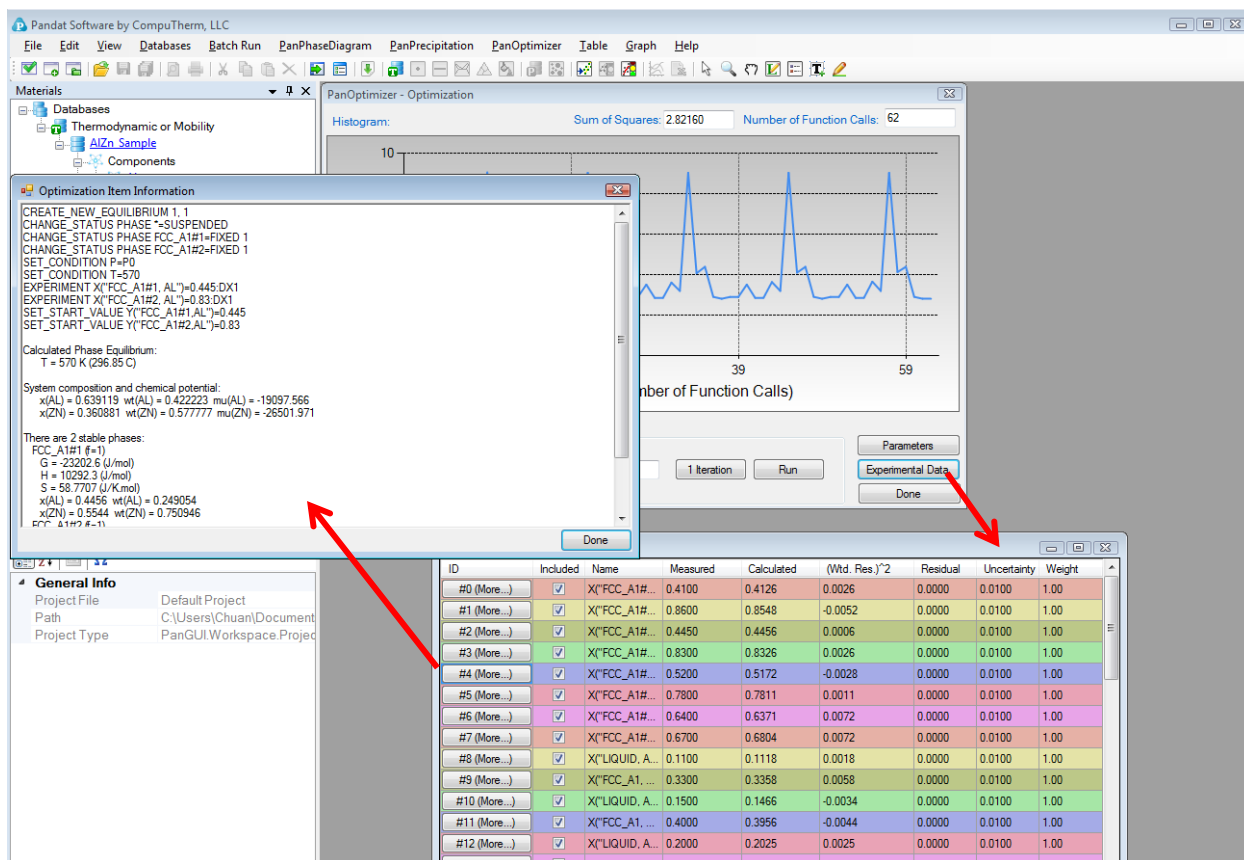 Pandat Software by CompuTherm, LLC
File Edit View Databases Batch Run PanPhaseDiagram PanPrecipitation PanOptimizer Table Graph Help
Materials
Databases
Thermodynamic or Mobility
AlZn_Sample
Components
PanOptimizer - Optimization
Histogram: Sum of Squares: 2.82160 Number of Function Calls: 62
10
39 59
ber of Function Calls)
1 Iteration Run
Parameters
Experimental Data
Done
Optimization Item Information
CREATE_NEW_EQUILIBRIUM 1, 1
CHANGE_STATUS PHASE *=SUSPENDED
CHANGE_STATUS PHASE FCC_A1#1=FIXED 1
CHANGE_STATUS PHASE FCC_A1#2=FIXED 1
SET_CONDITION P=P0
SET_CONDITION T=570
EXPERIMENT X("FCC_A1#1, AL")=0.445:DX1
EXPERIMENT X("FCC_A1#2, AL")=0.83:DX1
SET_START_VALUE Y("FCC_A1#1,AL")=0.445
SET_START_VALUE Y("FCC_A1#2,AL")=0.83
Calculated Phase Equilibrium:
T = 570 K (296.85 C)
System composition and chemical potential:
x(AL) = 0.639119 wt(AL) = 0.422223 mu(AL) = -19097.566
x(ZN) = 0.360881 wt(ZN) = 0.577777 mu(ZN) = -26501.971
There are 2 stable phases:
FCC_A1#1 (f=1)
G = -23202.6 (J/mol)
H = 10292.3 (J/mol)
S = 58.7707 (J/K.mol)
x(AL) = 0.4456 wt(AL) = 0.249054
x(ZN) = 0.5544 wt(ZN) = 0.750946
FCC_A1#2 (f=1)
Done
General Info
Project File Default Project
Path C:\Users\Chuan\Document
Project Type PanGUI.Workspace.Projec
ID Included Name Measured Calculated (Wtd. Res.)^2 Residual Uncertainty Weight
#0 (More...) X("FCC_A1#... 0.4100 0.4126 0.0026 0.0000 0.0100 1.00
#1 (More...) X("FCC_A1#... 0.8600 0.8548 -0.0052 0.0000 0.0100 1.00
#2 (More...) X("FCC_A1#... 0.4450 0.4456 0.0006 0.0000 0.0100 1.00
#3 (More...) X("FCC_A1#... 0.8300 0.8326 0.0026 0.0000 0.0100 1.00
#4 (More...) X("FCC_A1#... 0.5200 0.5172 -0.0028 0.0000 0.0100 1.00
#5 (More...) X("FCC_A1#... 0.7800 0.7811 0.0011 0.0000 0.0100 1.00
#6 (More...) X("FCC_A1#... 0.6400 0.6371 0.0072 0.0000 0.0100 1.00
#7 (More...) X("FCC_A1#... 0.6700 0.6804 0.0072 0.0000 0.0100 1.00
#8 (More...) X("LIQUID, A... 0.1100 0.1118 0.0018 0.0000 0.0100 1.00
#9 (More...) X("FCC_A1, ... 0.3300 0.3358 0.0058 0.0000 0.0100 1.00
#10 (More...) X("LIQUID, A... 0.1500 0.1466 -0.0034 0.0000 0.0100 1.00
#11 (More...) X("FCC_A1, ... 0.4000 0.3956 -0.0044 0.0000 0.0100 1.00
#12 (More...) X("LIQUID, A... 0.2000 0.2025 0.0025 0.0000 0.0100 1.00